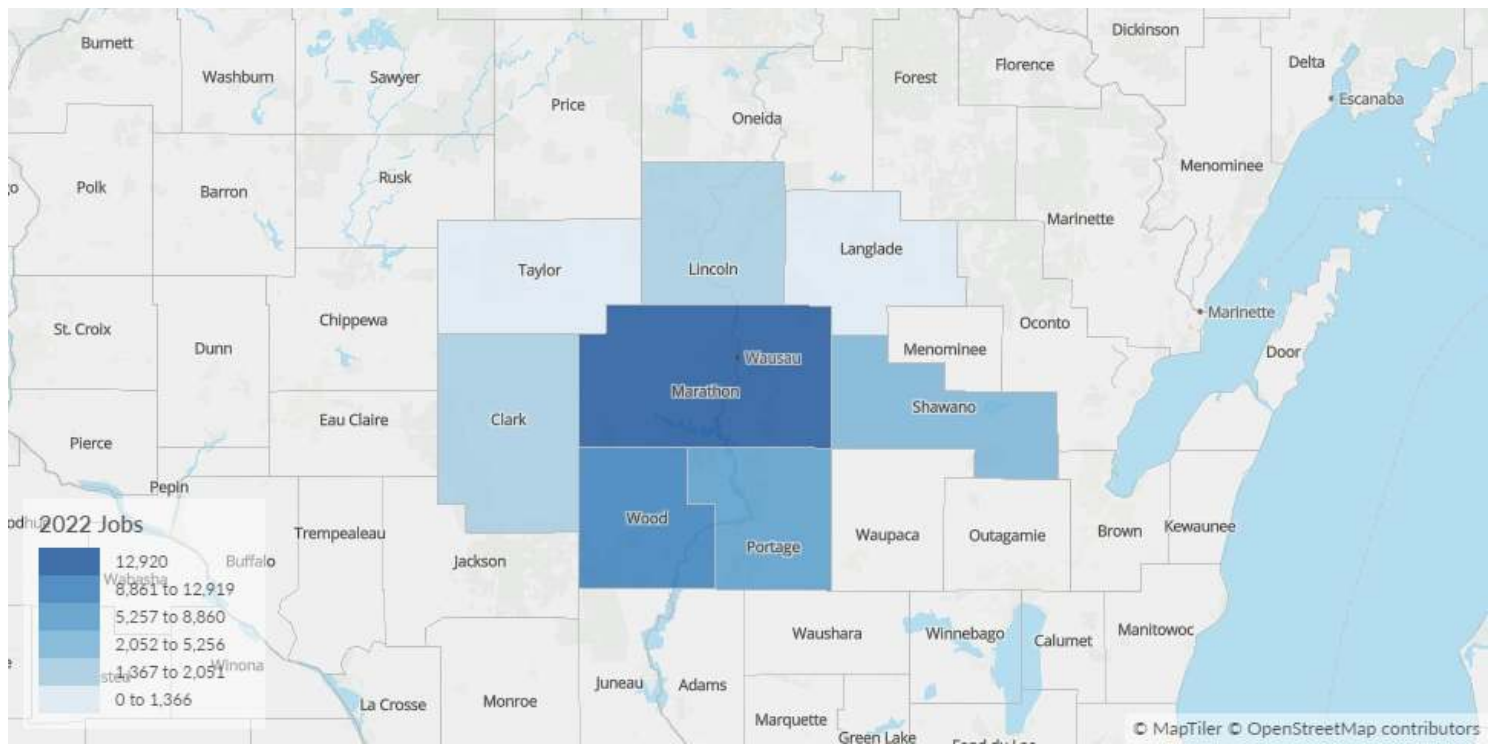 Burnett
Washburn
Sawyer
Price
Oneida
Forest
Florence
Dickinson
Delta
Escanaba
Menominee
Polk
Barron
Rusk
Marinette
Taylor
Lincoln
Langlade
Marinette
St. Croix
Dunn
Chippewa
Wausau
Marathon
Menominee
Oconto
Door
Pierce
Eau Claire
Clark
Shawano
Pepin
Trempealeau
Buffalo
Jackson
Wood
Portage
Waupaca
Outagamie
Brown
Kewaunee
2022 Jobs
12,920
Wabasha
8,861 to 12,919
5,257 to 8,860
2,052 to 5,256
1,367 to 2,051
Winona
0 to 1,366
La Crosse
Monroe
Juneau
Adams
Waushara
Winnebago
Calumet
Manitowoc
Marquette
Green Lake
© MapTiler © OpenStreetMap contributors